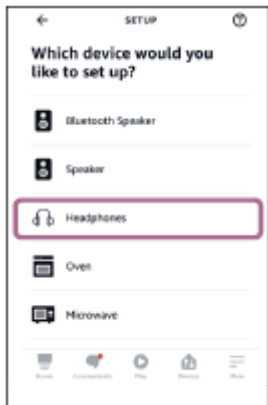 SETUP
Which device would you
like to set up?
Bluetooth Speaker
Speaker
Headphones
Oven
Microwave
Home Communicate Play Devices More